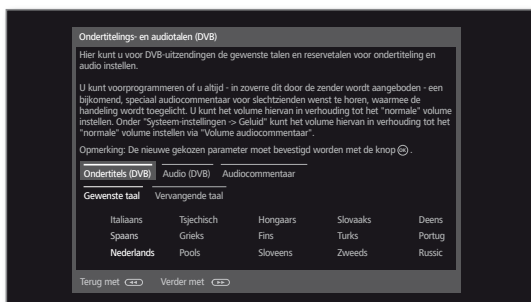 Ondertitelings- en audiotalen (DVB)
Hier kunt u voor DVB-uitzendingen de gewenste talen en reservetalen voor ondertiteling en
audio instellen.
U kunt voorprogrammeren of u altijd - in zoverre dit door de zender wordt aangeboden - een
bijkomend, speciaal audiocommentaar voor slechtzienden wenst te horen, waarmee de
handeling wordt toegelicht. U kunt het volume hiervan in verhouding tot het "normale" volume
instellen. Onder "Systeem-instellingen -> Geluid" kunt het volume hiervan in verhouding tot het
"normale" volume instellen via "Volume audiocommentaar".
Opmerking: De nieuwe gekozen parameter moet bevestigd worden met de knop OK .
Ondertitels (DVB) Audio (DVB) Audiocommentaar
Gewenste taal Vervangende taal
Italiaans Tsjechisch Hongaars Slovaaks Deens
Spaans Grieks Fins Turks Portug
Nederlands Pools Sloveens Zweeds Russic
Terug met Verder met